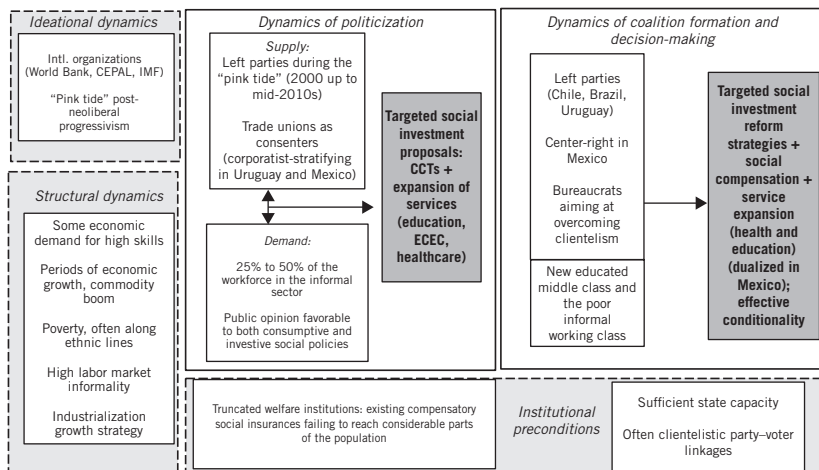 Ideational dynamics
Intl. organizations
(World Bank, CEPAL, IMF)
“Pink tide” post-
neoliberal
progressivism
Structural dynamics
Some economic
demand for high skills
Periods of economic
growth, commodity
boom
Poverty, often along
ethnic lines
High labor market
informality
Industrialization
growth strategy
Dynamics of politicization
Supply:
Left parties during the
“pink tide” (2000 up to
mid-2010s)
Trade unions as
consenters
(corporatist-stratifying
in Uruguay and Mexico)
Demand:
25% to 50% of the
workforce in the informal
sector
Public opinion favorable
to both consumptive and
investive social policies
Targeted social
investment
proposals:
CCTs +
expansion of
services
(education,
ECEC,
healthcare)
Dynamics of coalition formation and
decision-making
Left parties
(Chile, Brazil,
Uruguay)
Center-right in
Mexico
Bureaucrats
aiming at
overcoming
clientelism
New educated
middle class and
the poor
informal
working class
Targeted social
investment
reform
strategies +
social
compensation +
service
expansion
(health and
education)
(dualized in
Mexico);
effective
conditionality
Truncated welfare institutions: existing compensatory
social insurances failing to reach considerable parts
of the population
Institutional
preconditions
Sufficient state capacity
Often clientelistic party–voter
linkages